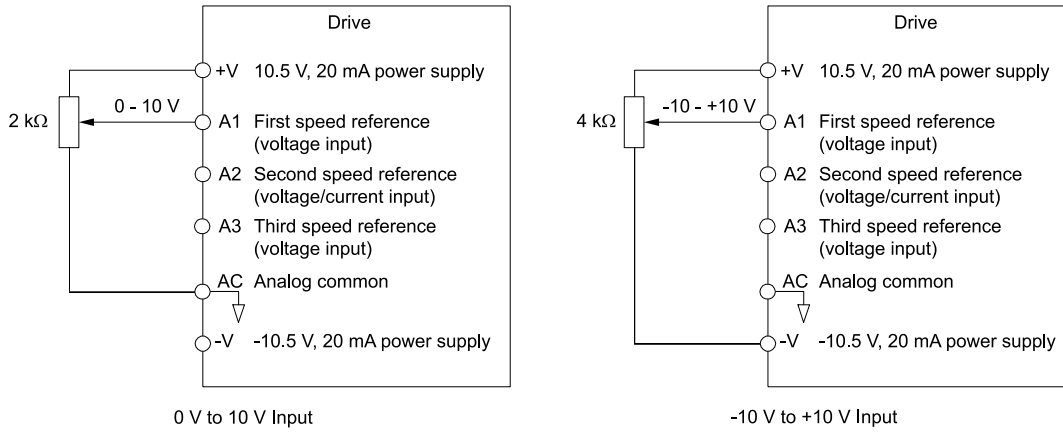 Drive
+V 10.5 V, 20 mA power supply
0 - 10 V
2 kΩ
A1 First speed reference
(voltage input)
A2 Second speed reference
(voltage/current input)
A3 Third speed reference
(voltage input)
AC Analog common
-V -10.5 V, 20 mA power supply
0 V to 10 V Input
Drive
+V 10.5 V, 20 mA power supply
-10 - +10 V
4 kΩ
A1 First speed reference
(voltage input)
A2 Second speed reference
(voltage/current input)
A3 Third speed reference
(voltage input)
AC Analog common
-V -10.5 V, 20 mA power supply
-10 V to +10 V Input